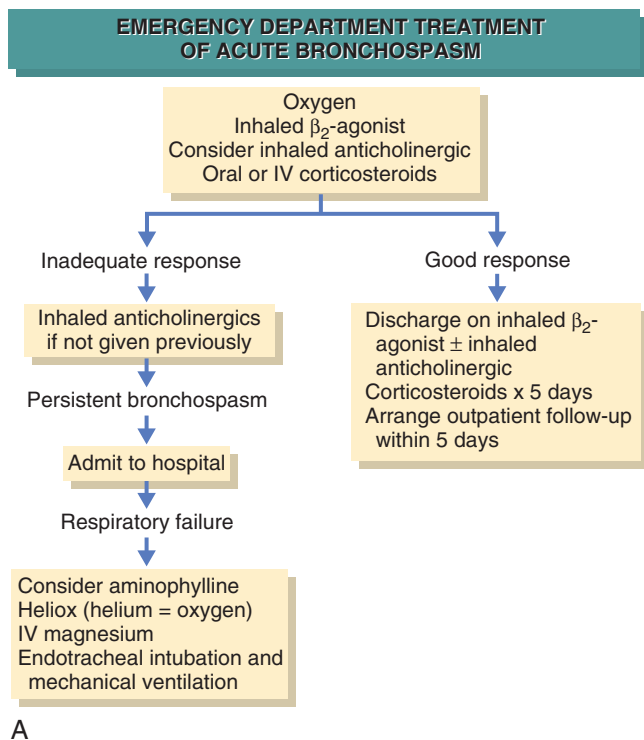 EMERGENCY DEPARTMENT TREATMENT
OF ACUTE BRONCHOSPASM
Oxygen
Inhaled β₂-agonist
Consider inhaled anticholinergic
Oral or IV corticosteroids
Inadequate response
Inhaled anticholinergics
if not given previously
Persistent bronchospasm
Admit to hospital
Respiratory failure
Consider aminophylline
Heliox (helium = oxygen)
IV magnesium
Endotracheal intubation and
mechanical ventilation
Good response
Discharge on inhaled β₂-
agonist ± inhaled
anticholinergic
Corticosteroids x 5 days
Arrange outpatient follow-up
within 5 days
A